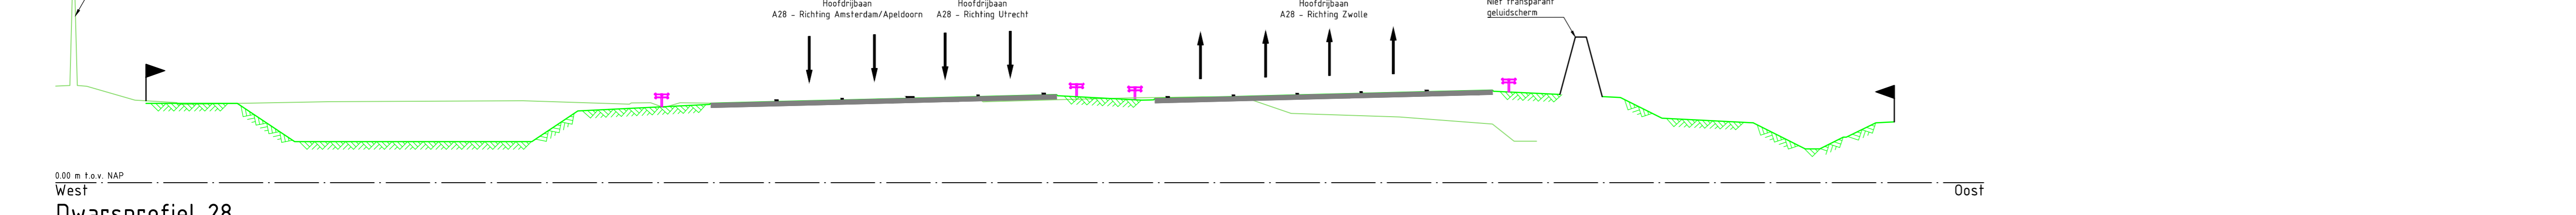 Hoofdrijbaan
A28 - Richting Amsterdam/Apeldoorn
Hoofdrijbaan
A28 - Richting Utrecht
Hoofdrijbaan
A28 - Richting Zwolle
Niet transparant
geluidscherm
0.00 m t.o.v. NAP
West
Oost
Dwarsprofiel 28